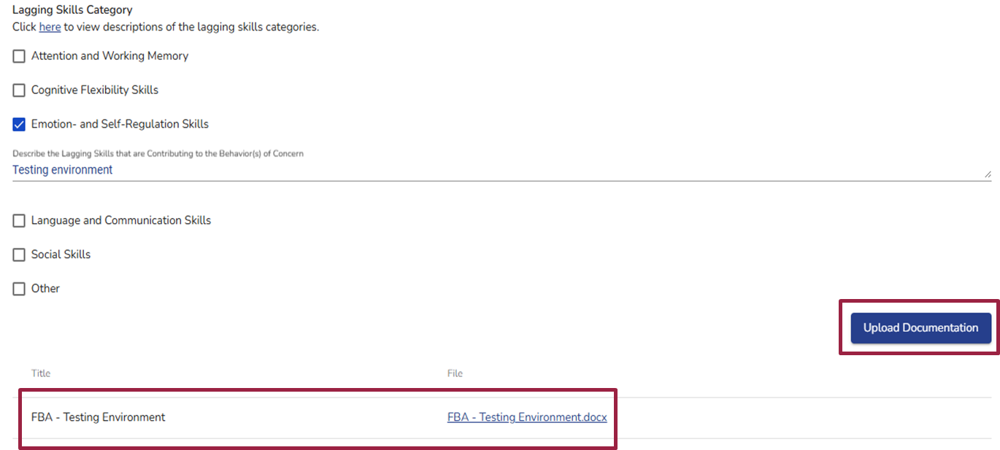 Lagging Skills Category
Click here to view descriptions of the lagging skills categories.
Attention and Working Memory
Cognitive Flexibility Skills
Emotion- and Self-Regulation Skills
Describe the Lagging Skills that are Contributing to the Behavior(s) of Concern
Testing environment
Language and Communication Skills
Social Skills
Other
Upload Documentation
Title File
FBA - Testing Environment FBA - Testing Environment.docx